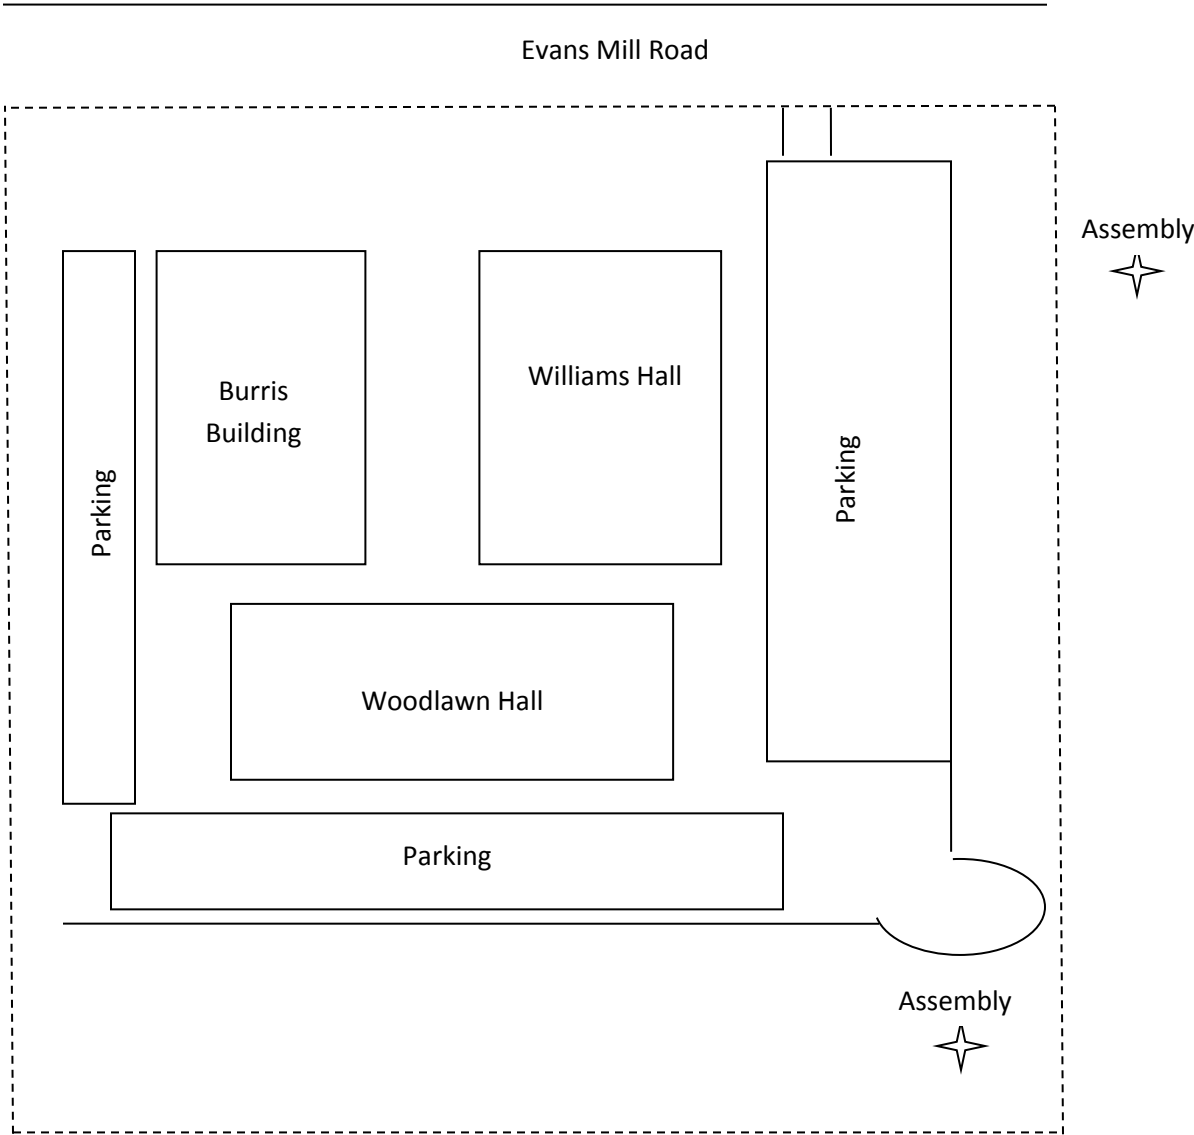 Evans Mill Road
Assembly
Williams Hall
Burris
Building
Parking
Parking
Woodlawn Hall
Parking
Assembly